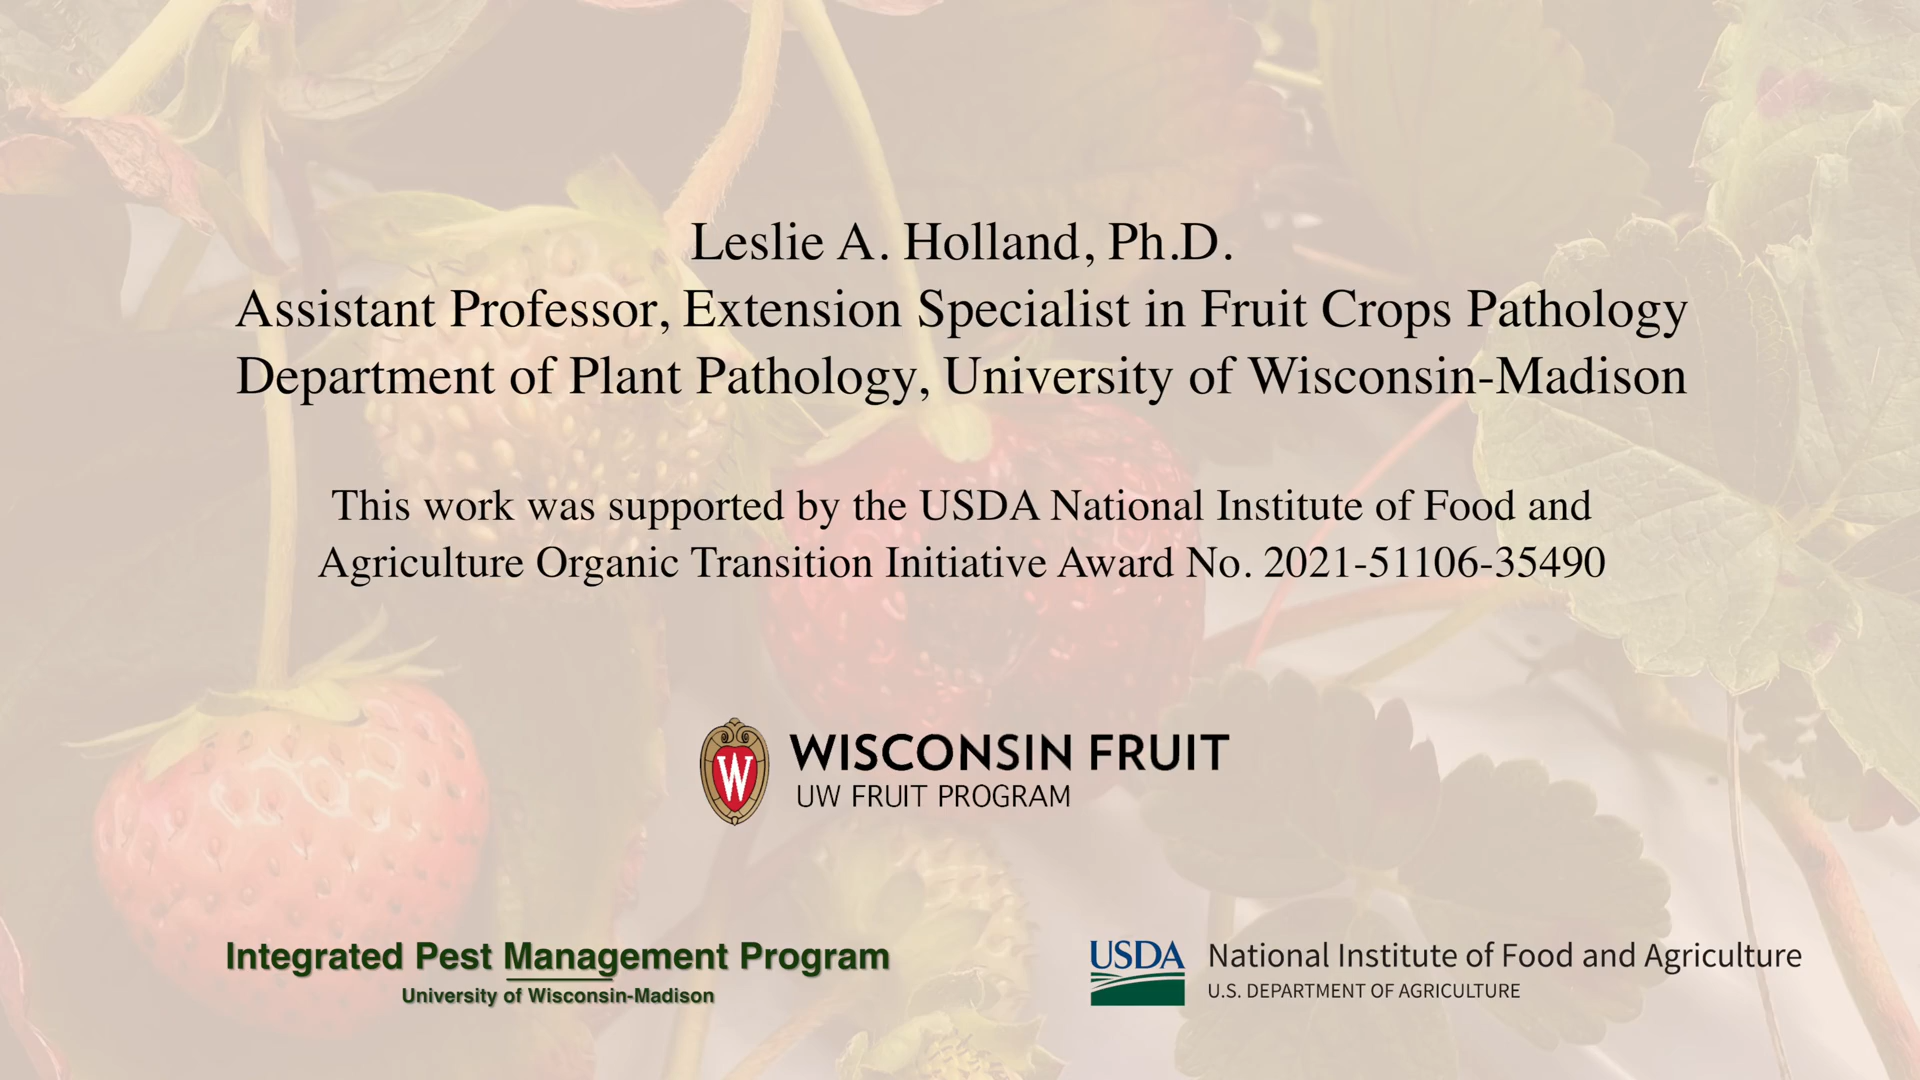 Leslie A. Holland, Ph.D.
Assistant Professor, Extension Specialist in Fruit Crops Pathology
Department of Plant Pathology, University of Wisconsin-Madison
This work was supported by the USDA National Institute of Food and
Agriculture Organic Transition Initiative Award No. 2021-51106-35490
W
WISCONSIN FRUIT
UW FRUIT PROGRAM
Integrated Pest Management Program
University of Wisconsin-Madison
USDA
National Institute of Food and Agriculture
U.S. DEPARTMENT OF AGRICULTURE